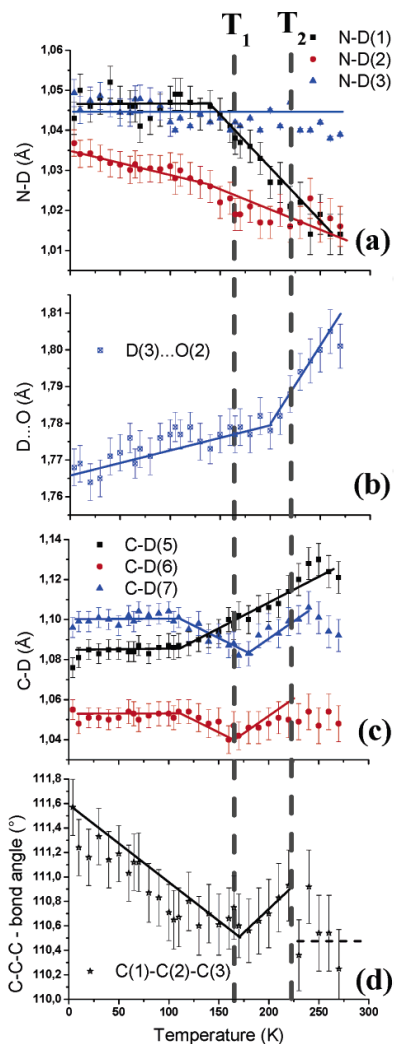 T1 T2
N-D(1)
N-D(2)
N-D(3)
1,06
1,05
1,04
1,03
1,02
1,01
N-D (Å)
(a)
1,81
1,80
1,79
1,78
1,77
1,76
D...O (Å)
D(3)...O(2)
(b)
1,14
1,12
1,10
1,08
1,06
1,04
C-D (Å)
C-D(5)
C-D(6)
C-D(7)
(c)
111,8
111,6
111,4
111,2
111,0
110,8
110,6
110,4
110,2
110,0
C-C-C - bond angle (°)
C(1)-C(2)-C(3)
(d)
0 50 100 150 200 250 300
Temperature (K)